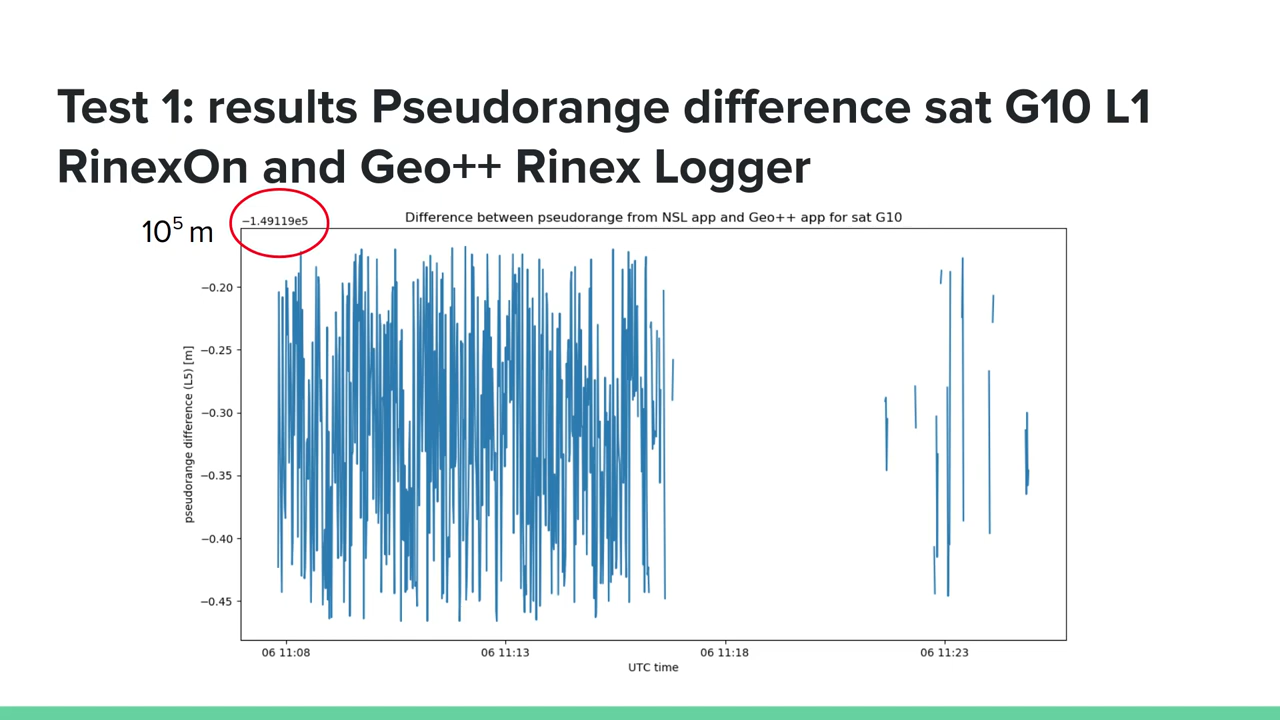 Test 1: results Pseudorange difference sat G10 L1
RinexOn and Geo++ Rinex Logger
10⁵ m
−1.49119e5
Difference between pseudorange from NSL app and Geo++ app for sat G10
−0.20
−0.25
−0.30
−0.35
−0.40
−0.45
pseudorange difference (L5) [m]
06 11:08
06 11:13
06 11:18
06 11:23
UTC time